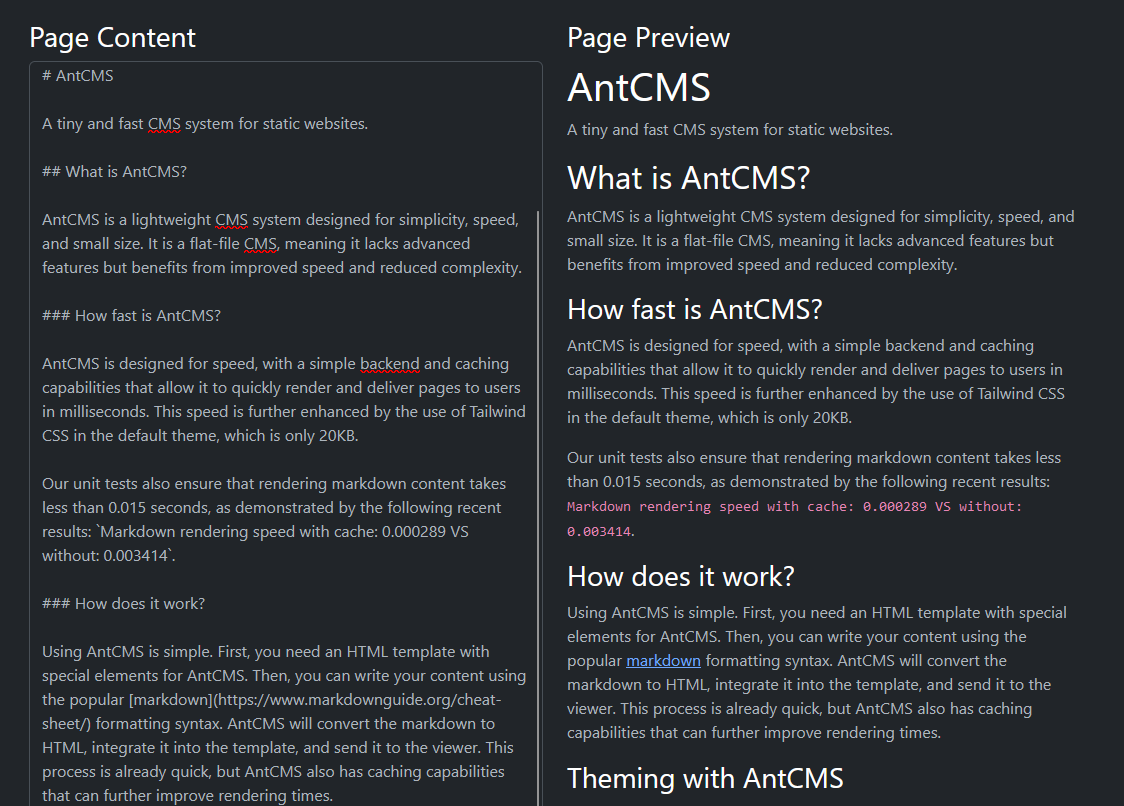 Page Content
# AntCMS
A tiny and fast CMS system for static websites.
## What is AntCMS?
AntCMS is a lightweight CMS system designed for simplicity, speed,
and small size. It is a flat-file CMS, meaning it lacks advanced
features but benefits from improved speed and reduced complexity.
### How fast is AntCMS?
AntCMS is designed for speed, with a simple backend and caching
capabilities that allow it to quickly render and deliver pages to users
in milliseconds. This speed is further enhanced by the use of Tailwind
CSS in the default theme, which is only 20KB.
Our unit tests also ensure that rendering markdown content takes
less than 0.015 seconds, as demonstrated by the following recent
results: `Markdown rendering speed with cache: 0.000289 VS
without: 0.003414`.
### How does it work?
Using AntCMS is simple. First, you need an HTML template with
special elements for AntCMS. Then, you can write your content using
the popular [markdown](https://www.markdownguide.org/cheat-
sheet/) formatting syntax. AntCMS will convert the markdown to
HTML, integrate it into the template, and send it to the viewer. This
process is already quick, but AntCMS also has caching capabilities
that can further improve rendering times.
Page Preview
AntCMS
A tiny and fast CMS system for static websites.
What is AntCMS?
AntCMS is a lightweight CMS system designed for simplicity, speed, and
small size. It is a flat-file CMS, meaning it lacks advanced features but
benefits from improved speed and reduced complexity.
How fast is AntCMS?
AntCMS is designed for speed, with a simple backend and caching
capabilities that allow it to quickly render and deliver pages to users in
milliseconds. This speed is further enhanced by the use of Tailwind CSS
in the default theme, which is only 20KB.
Our unit tests also ensure that rendering markdown content takes less
than 0.015 seconds, as demonstrated by the following recent results:
Markdown rendering speed with cache: 0.000289 VS without:
0.003414.
How does it work?
Using AntCMS is simple. First, you need an HTML template with special
elements for AntCMS. Then, you can write your content using the
popular markdown formatting syntax. AntCMS will convert the
markdown to HTML, integrate it into the template, and send it to the
viewer. This process is already quick, but AntCMS also has caching
capabilities that can further improve rendering times.
Theming with AntCMS